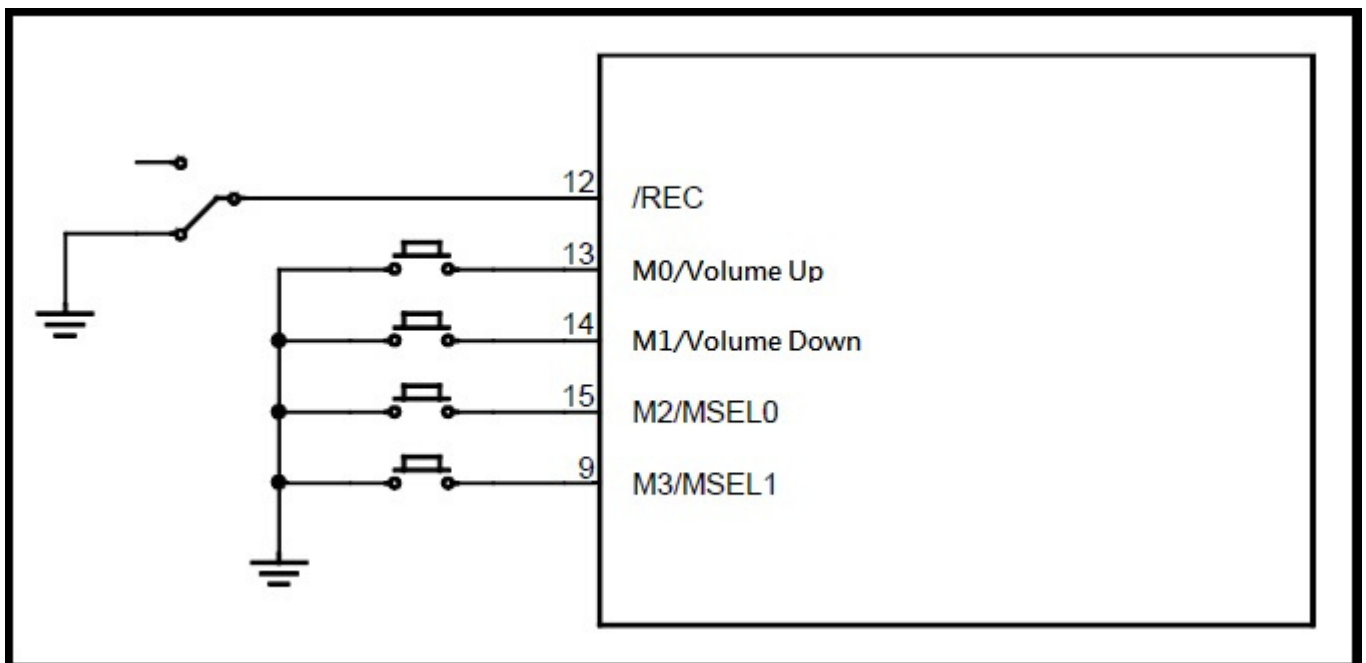 12 /REC
13 M0/Volume Up
14 M1/Volume Down
15 M2/MSEL0
9 M3/MSEL1